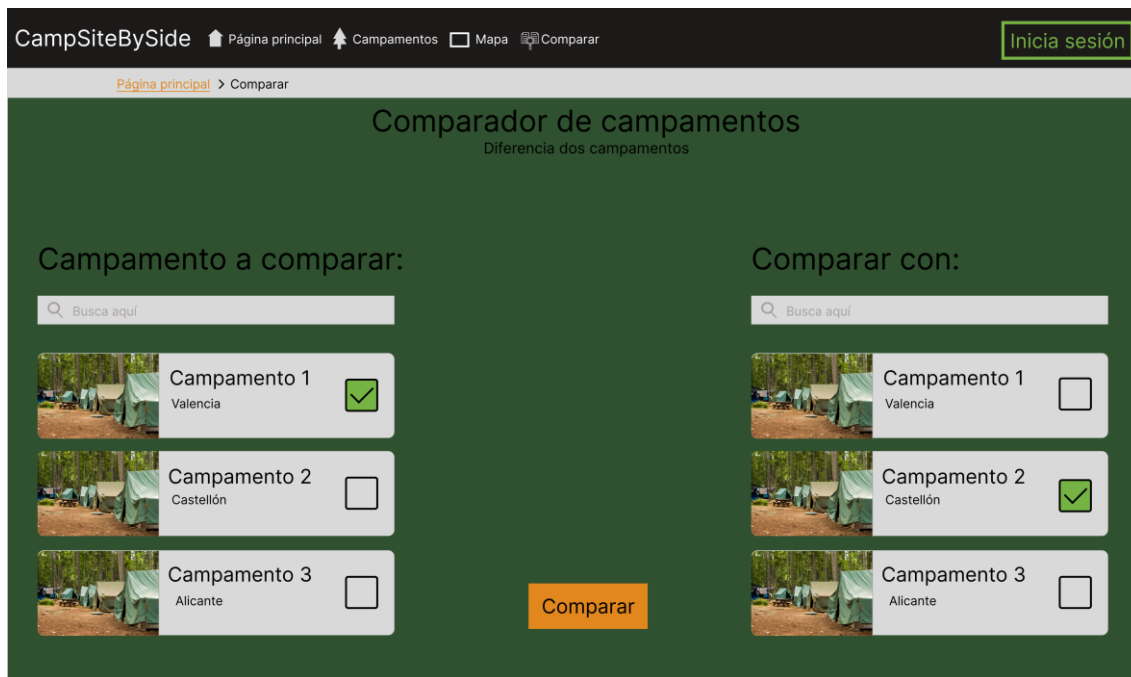 CampSiteBySide Página principal Campamentos Mapa Comparar Inicia sesión
Página principal > Comparar
Comparador de campamentos
Diferencia dos campamentos
Campamento a comparar:
Busca aquí
Campamento 1
Valencia
Campamento 2
Castellón
Campamento 3
Alicante
Comparar con:
Busca aquí
Campamento 1
Valencia
Campamento 2
Castellón
Campamento 3
Alicante
Comparar